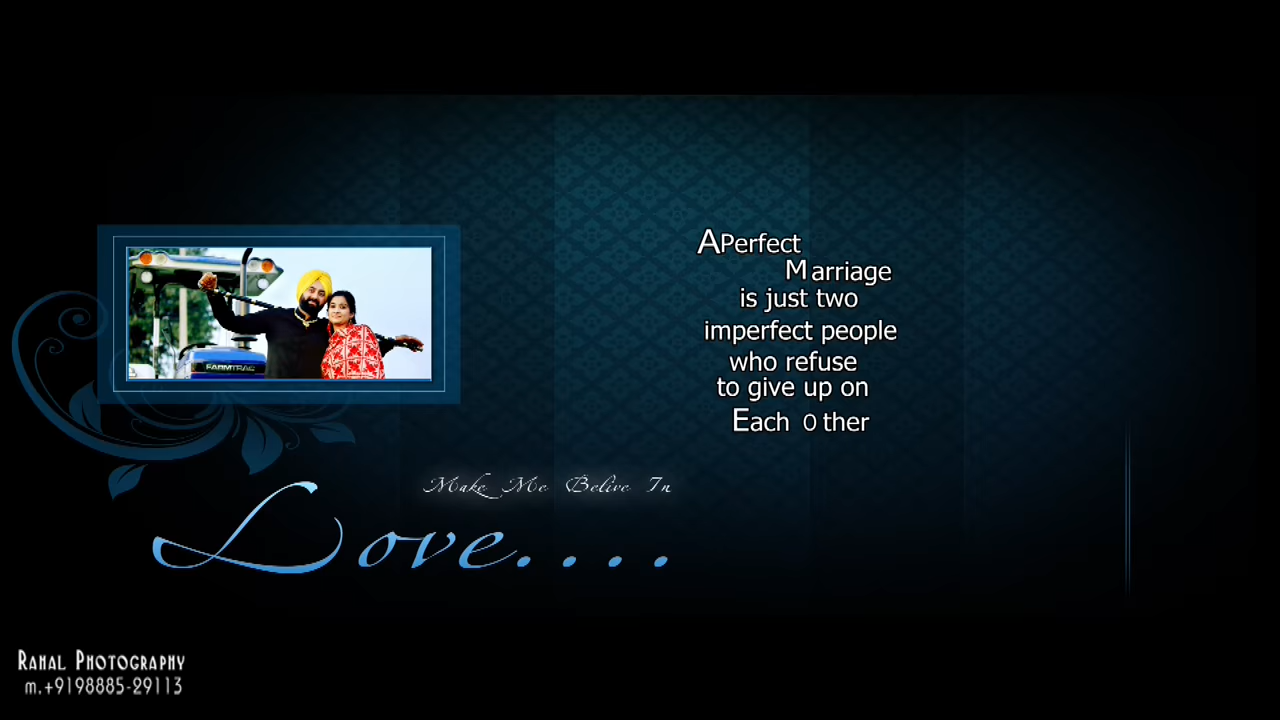 FARMTRAC
APerfect
Marriage
is just two
imperfect people
who refuse
to give up on
Each Other
Make Me Belive In
Love....
Rahal Photography
m.+9198885-29113